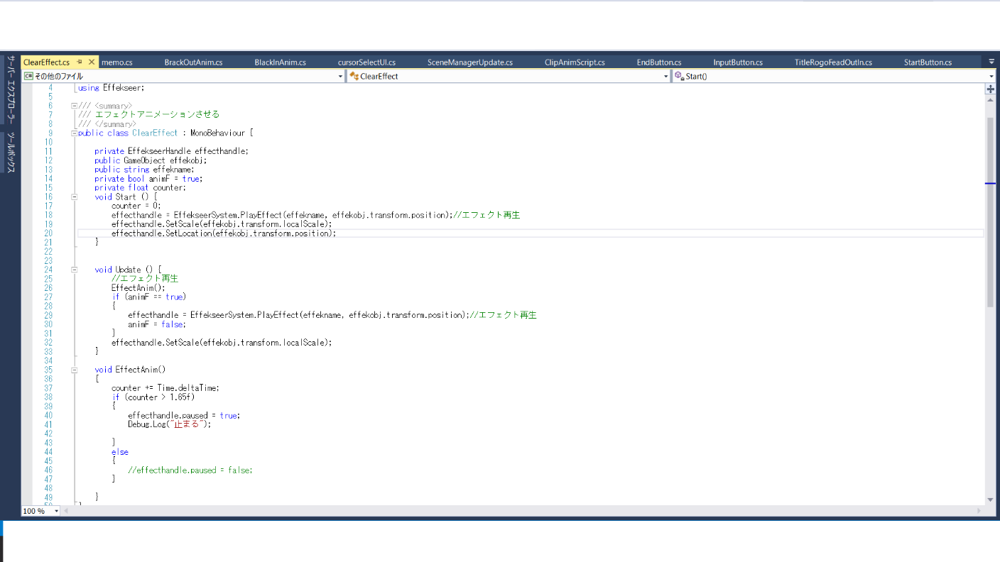 サーバー エクスプローラー
ツールボックス
ClearEffect.cs memo.cs BrackOutAnim.cs BlackInAnim.cs cursorSelectUI.cs SceneManagerUpdate.cs ClipAnimScript.cs EndButton.cs InputButton.cs TitleRogoFeadOutIn.cs StartButton.cs
C# その他のファイル ClearEffect Start()
4 using Effekseer;
5
6 /// <summary>
7 /// エフェクトアニメーションさせる
8 /// </summary>
9 public class ClearEffect : MonoBehaviour {
10
11 private EffekseerHandle effecthandle;
12 public GameObject effekobj;
13 public string effekname;
14 private bool animF = true;
15 private float counter;
16 void Start () {
17 counter = 0;
18 effecthandle = EffekseerSystem.PlayEffect(effekname, effekobj.transform.position);//エフェクト再生
19 effecthandle.SetScale(effekobj.transform.localScale);
20 effecthandle.SetLocation(effekobj.transform.position);
21 }
22
23
24 void Update () {
25 //エフェクト再生
26 EffectAnim();
27 if (animF == true)
28 {
29 effecthandle = EffekseerSystem.PlayEffect(effekname, effekobj.transform.position);//エフェクト再生
30 animF = false;
31 }
32 effecthandle.SetScale(effekobj.transform.localScale);
33 }
34
35 void EffectAnim()
36 {
37 counter += Time.deltaTime;
38 if (counter > 1.65f)
39 {
40 effecthandle.paused = true;
41 Debug.Log("止まる");
42
43 }
44 else
45 {
46 //effecthandle.paused = false;
47 }
48
49 }
100 %